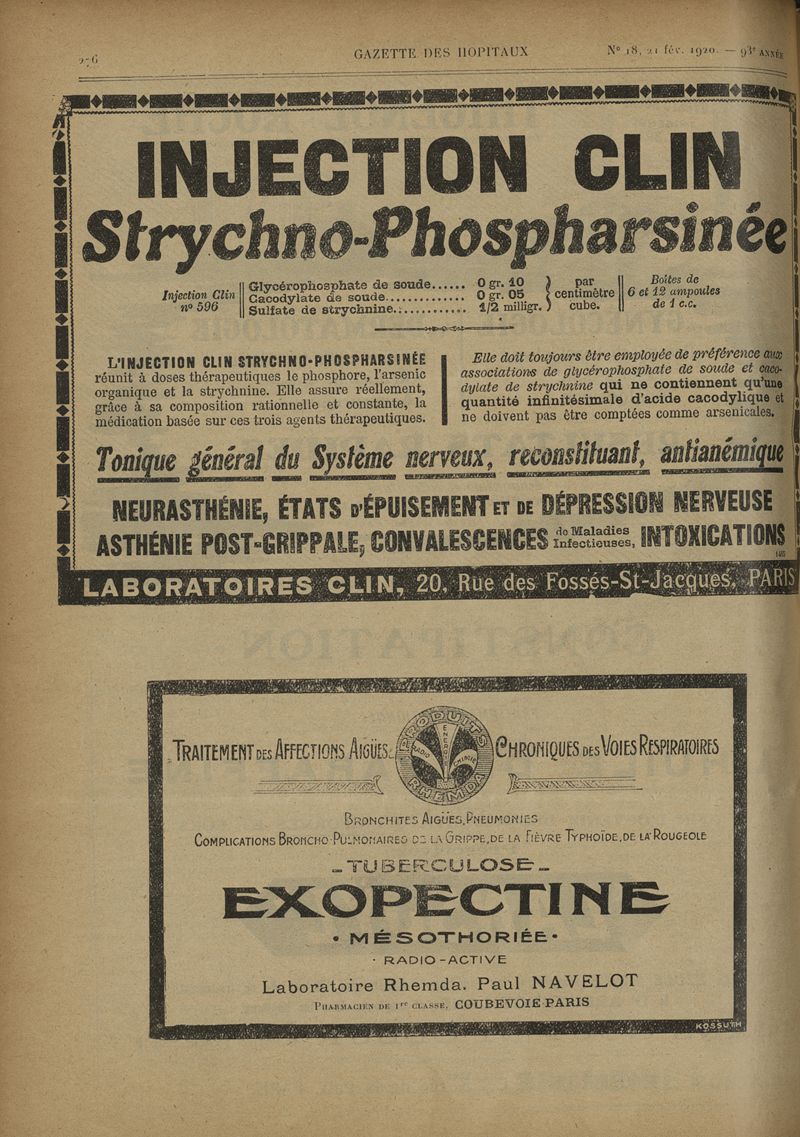 276
GAZETTE DES HOPITAUX
N° 18, 21 fév. 1920. — 93e ANNÉE
INJECTION CLIN
Strychno-Phospharsinée
Injection Clin
n° 596
Glycérophosphate de soude...... 0 gr. 10
Cacodylate de soude.............. 0 gr. 05
Sulfate de strychnine............ 1/2 milligr.
par
centimètre
cube.
Boîtes de
6 et 12 ampoules
de 1 c.c.
L'INJECTION CLIN STRYCHNO-PHOSPHARSINÉE
réunit à doses thérapeutiques le phosphore, l'arsenic
organique et la strychnine. Elle assure réellement,
grâce à sa composition rationnelle et constante, la
médication basée sur ces trois agents thérapeutiques.
Elle doit toujours être employée de préférence aux
associations de glycérophosphate de soude et caco-
dylate de strychnine qui ne contiennent qu'une
quantité infinitésimale d'acide cacodylique et
ne doivent pas être comptées comme arsenicales.
Tonique général du Système nerveux, reconstituant, antianémique
NEURASTHÉNIE, ÉTATS D'ÉPUISEMENT ET DE DÉPRESSION NERVEUSE
ASTHÉNIE POST-GRIPPALE, CONVALESCENCES de Maladies Infectieuses, INTOXICATIONS
LABORATOIRES CLIN, 20, Rue des Fossés-St-Jacques, PARIS
TRAITEMENT DES AFFECTIONS AIGÜES
PRODUITS
RHEMDA
ENERGIE
RADIO
CHIMIE
CHRONIQUES DES VOIES RESPIRATOIRES
BRONCHITES AIGÜES, PNEUMONIES
COMPLICATIONS BRONCHO-PULMONAIRES DE LA GRIPPE, DE LA FIÈVRE TYPHOÏDE, DE LA ROUGEOLE
TUBERCULOSE
EXOPECTINE
• MÉSOTHORIÉE •
• RADIO-ACTIVE
Laboratoire Rhemda. Paul NAVELOT
PHARMACIEN DE 1re CLASSE, COUBEVOIE-PARIS
KOSSUTH